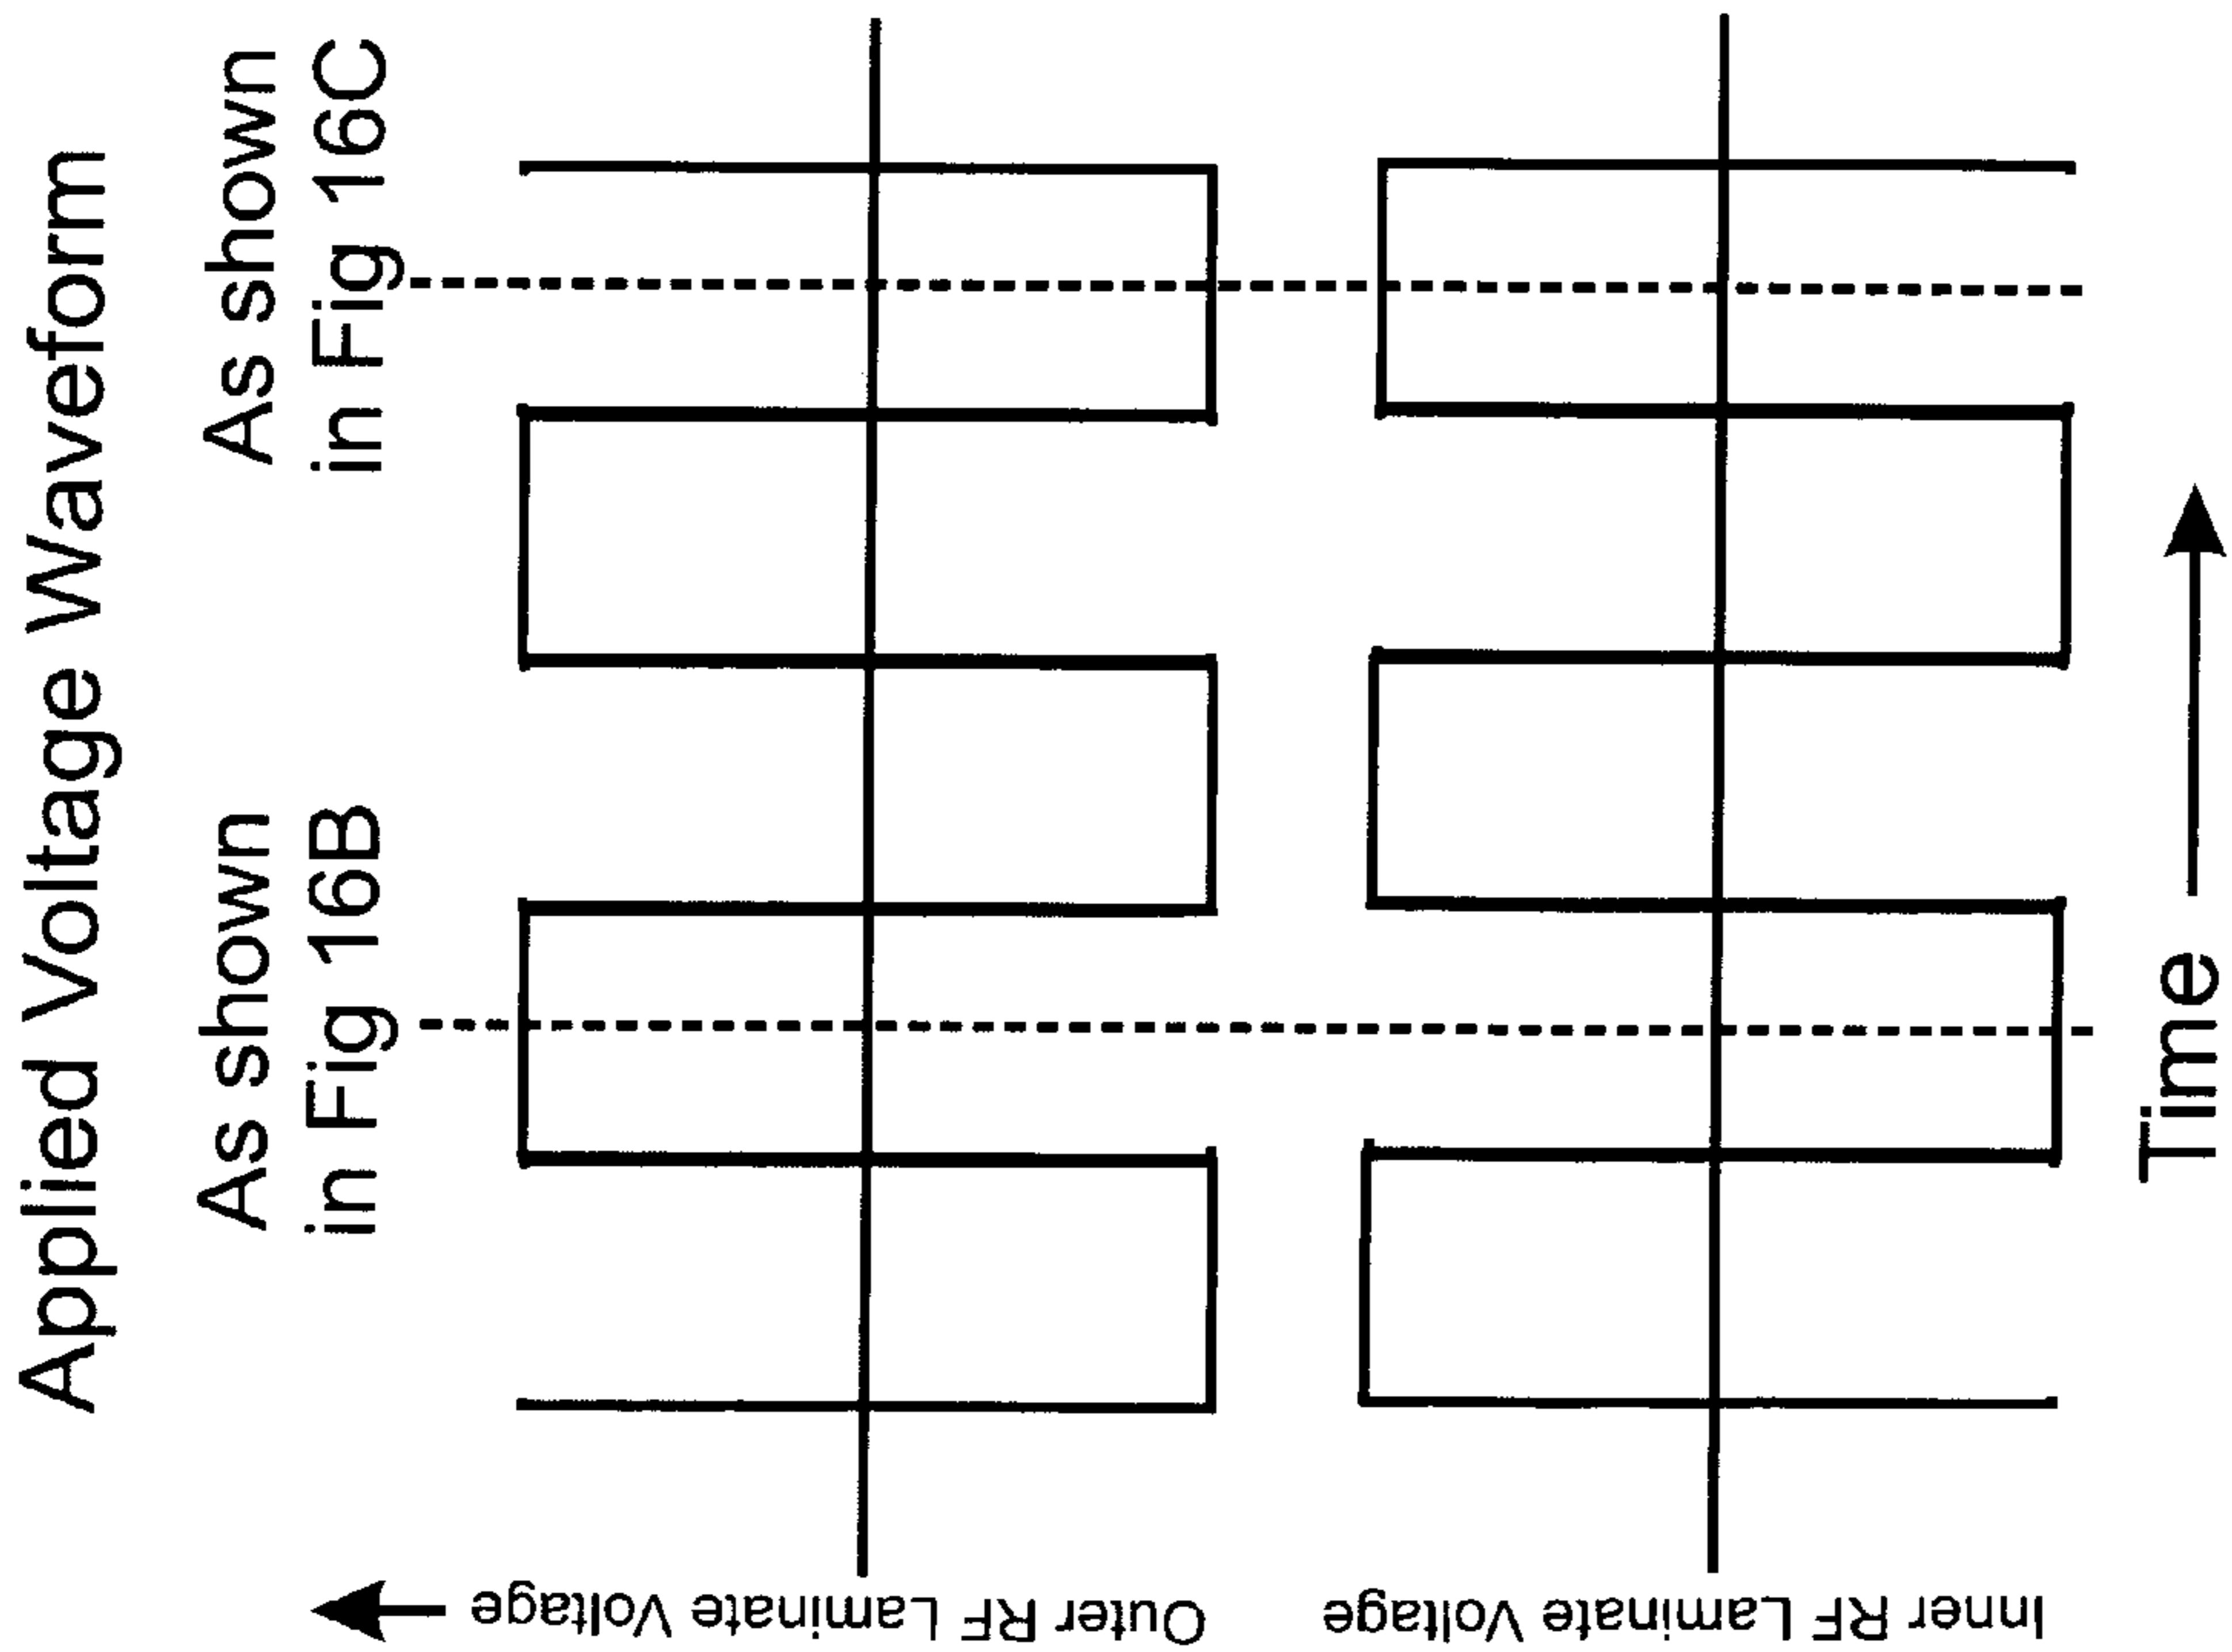 Applied Voltage Waveform
As shown
in Fig 16B
As shown
in Fig 16C
Outer RF Laminate Voltage
Inner RF Laminate Voltage
Time